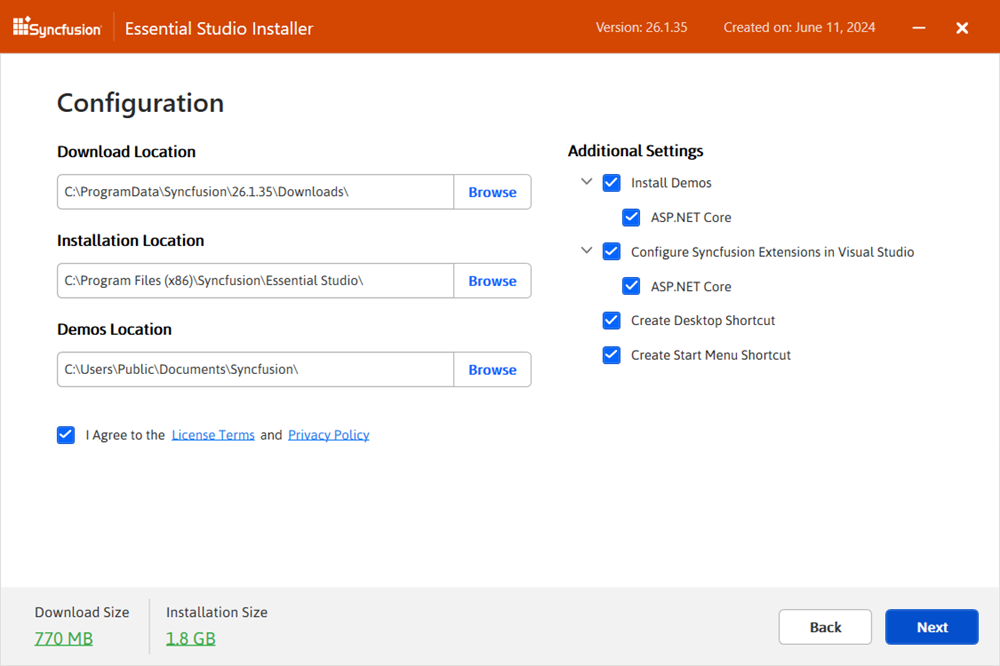 Syncfusion Essential Studio Installer Version: 26.1.35 Created on: June 11, 2024
Configuration
Download Location
C:\ProgramData\Syncfusion\26.1.35\Downloads\ Browse
Installation Location
C:\Program Files (x86)\Syncfusion\Essential Studio\ Browse
Demos Location
C:\Users\Public\Documents\Syncfusion\ Browse
I Agree to the License Terms and Privacy Policy
Additional Settings
Install Demos
ASP.NET Core
Configure Syncfusion Extensions in Visual Studio
ASP.NET Core
Create Desktop Shortcut
Create Start Menu Shortcut
Download Size
770 MB
Installation Size
1.8 GB
Back Next